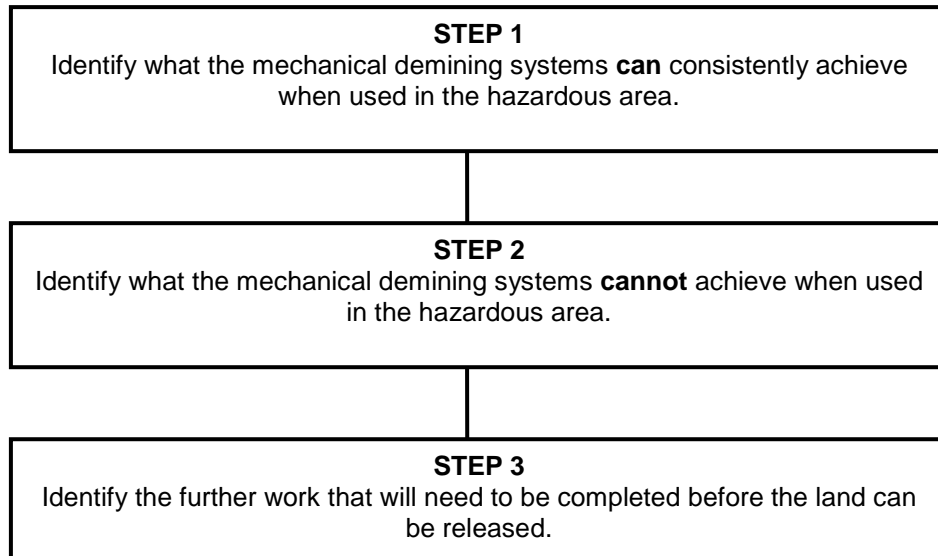 STEP 1
Identify what the mechanical demining systems can consistently achieve
when used in the hazardous area.
STEP 2
Identify what the mechanical demining systems cannot achieve when used
in the hazardous area.
STEP 3
Identify the further work that will need to be completed before the land can
be released.